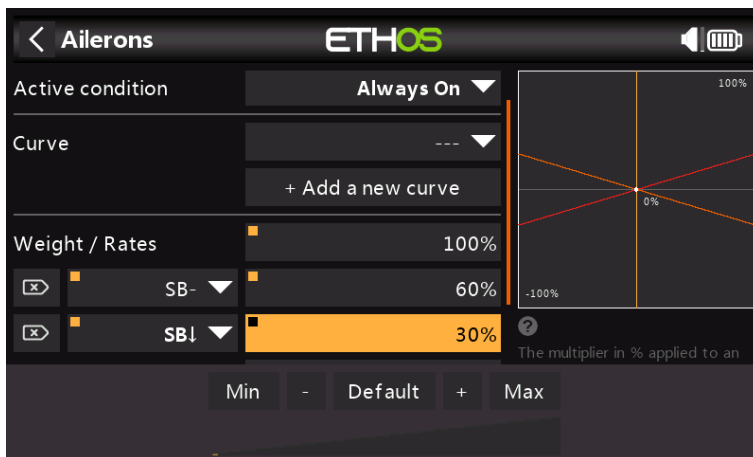 Ailerons
ETHOS
Active condition
Always On
100%
Curve
---
+ Add a new curve
0%
Weight / Rates
100%
SB-
60%
-100%
SB↓
30%
?
The multiplier in % applied to an
Min
-
Default
+
Max